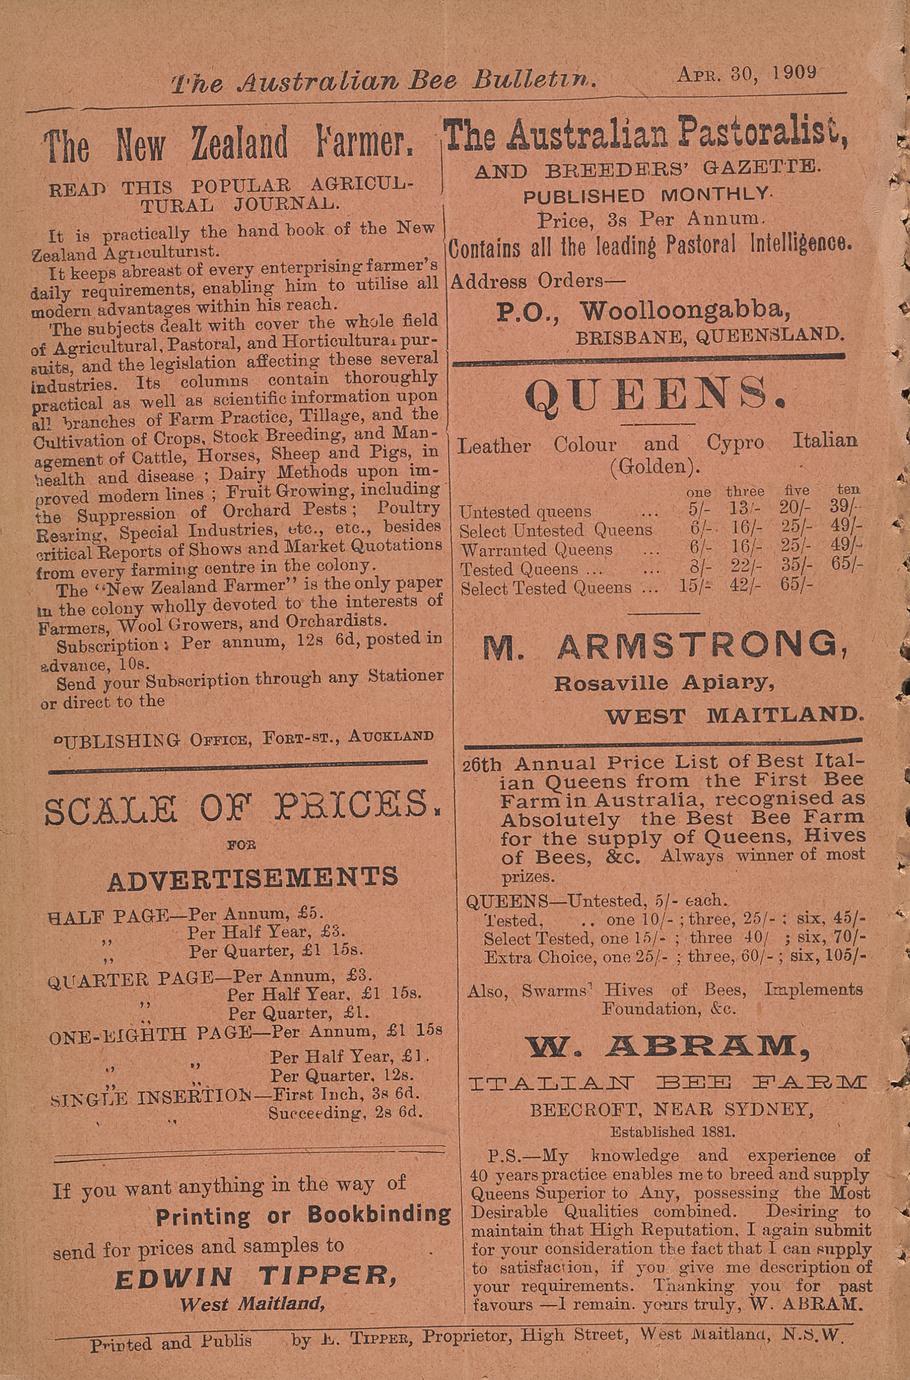 The Australian Bee Bulletin. APR. 30, 1909
The New Zealand Farmer.
READ THIS POPULAR AGRICUL-
TURAL JOURNAL.
It is practically the hand book of the New
Zealand Agriculturist.
It keeps abreast of every enterprising farmer's
daily requirements, enabling him to utilise all
modern advantages within his reach.
The subjects dealt with cover the whole field
of Agricultural, Pastoral, and Horticultural pur-
suits, and the legislation affecting these several
industries. Its columns contain thoroughly
practical as well as scientific information upon
all branches of Farm Practice, Tillage, and the
Cultivation of Crops, Stock Breeding, and Man-
agement of Cattle, Horses, Sheep and Pigs, in
health and disease ; Dairy Methods upon im-
proved modern lines ; Fruit Growing, including
the Suppression of Orchard Pests ; Poultry
Rearing, Special Industries, etc., etc., besides
critical Reports of Shows and Market Quotations
from every farming centre in the colony.
The "New Zealand Farmer" is the only paper
in the colony wholly devoted to the interests of
Farmers, Wool Growers, and Orchardists.
Subscription ; Per annum, 12s 6d, posted in
advance, 10s.
Send your Subscription through any Stationer
or direct to the
PUBLISHING OFFICE, FORT-ST., AUCKLAND
SCALE OF PRICES.
FOR
ADVERTISEMENTS
HALF PAGE—Per Annum, £5.
,, Per Half Year, £3.
,, Per Quarter, £1 15s.
QUARTER PAGE—Per Annum, £3.
,, Per Half Year, £1 15s.
,, Per Quarter, £1.
ONE-EIGHTH PAGE—Per Annum, £1 15s
,, ,, Per Half Year, £1.
,, ,, Per Quarter, 12s.
SINGLE INSERTION—First Inch, 3s 6d.
, ,, Succeeding, 2s 6d.
If you want anything in the way of
Printing or Bookbinding
send for prices and samples to
EDWIN TIPPER,
West Maitland,
The Australian Pastoralist,
AND BREEDERS' GAZETTE.
PUBLISHED MONTHLY.
Price, 3s Per Annum.
Contains all the leading Pastoral Intelligence.
Address Orders—
P.O., Woolloongabba,
BRISBANE, QUEENSLAND.
QUEENS.
Leather Colour and Cypro Italian
(Golden).
one three five ten
Untested queens ... 5/- 13/- 20/- 39/-
Select Untested Queens 6/- 16/- 25/- 49/-
Warranted Queens ... 6/- 16/- 25/- 49/-
Tested Queens ... ... 8/- 22/- 35/- 65/-
Select Tested Queens ... 15/- 42/- 65/-
M. ARMSTRONG,
Rosaville Apiary,
WEST MAITLAND.
26th Annual Price List of Best Ital-
ian Queens from the First Bee
Farm in Australia, recognised as
Absolutely the Best Bee Farm
for the supply of Queens, Hives
of Bees, &c. Always winner of most
prizes.
QUEENS—Untested, 5/- each.
Tested, .. one 10/- ; three, 25/- ; six, 45/-
Select Tested, one 15/- ; three 40/ ; six, 70/-
Extra Choice, one 25/- ; three, 60/- ; six, 105/-
Also, Swarms' Hives of Bees, Implements
Foundation, &c.
W. ABRAM,
ITALIAN BEE FARM
BEECROFT, NEAR SYDNEY,
Established 1881.
P.S.—My knowledge and experience of
40 years practice enables me to breed and supply
Queens Superior to Any, possessing the Most
Desirable Qualities combined. Desiring to
maintain that High Reputation, I again submit
for your consideration the fact that I can supply
to satisfaction, if you give me description of
your requirements. Thanking you for past
favours —I remain. yours truly, W. ABRAM.
Printed and Publis by E. TIPPER, Proprietor, High Street, West Maitland, N.S.W.